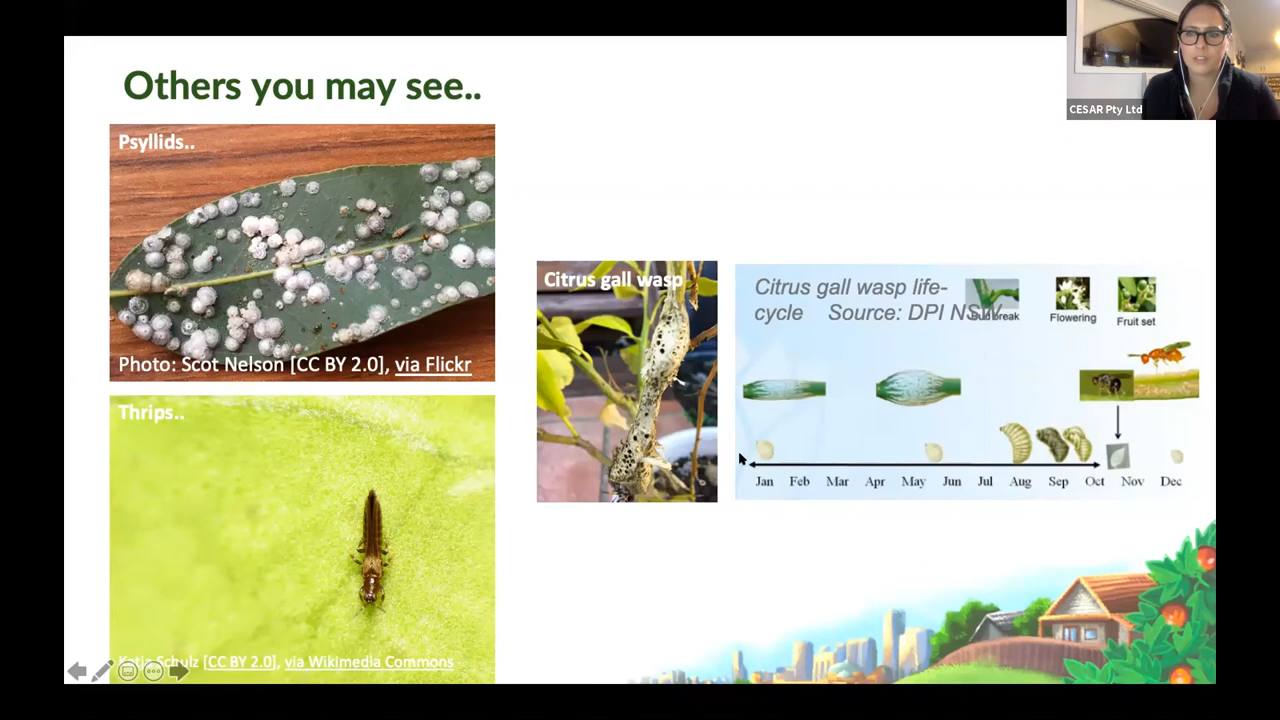 CESAR Pty Ltd
Others you may see..
Psyllids..
Photo: Scot Nelson [CC BY 2.0], via Flickr
Thrips..
Katja Schulz [CC BY 2.0], via Wikimedia Commons
Citrus gall wasp
Citrus gall wasp life-
cycle Source: DPI NSW
Bud break
Flowering
Fruit set
Jan Feb Mar Apr May Jun Jul Aug Sep Oct Nov Dec